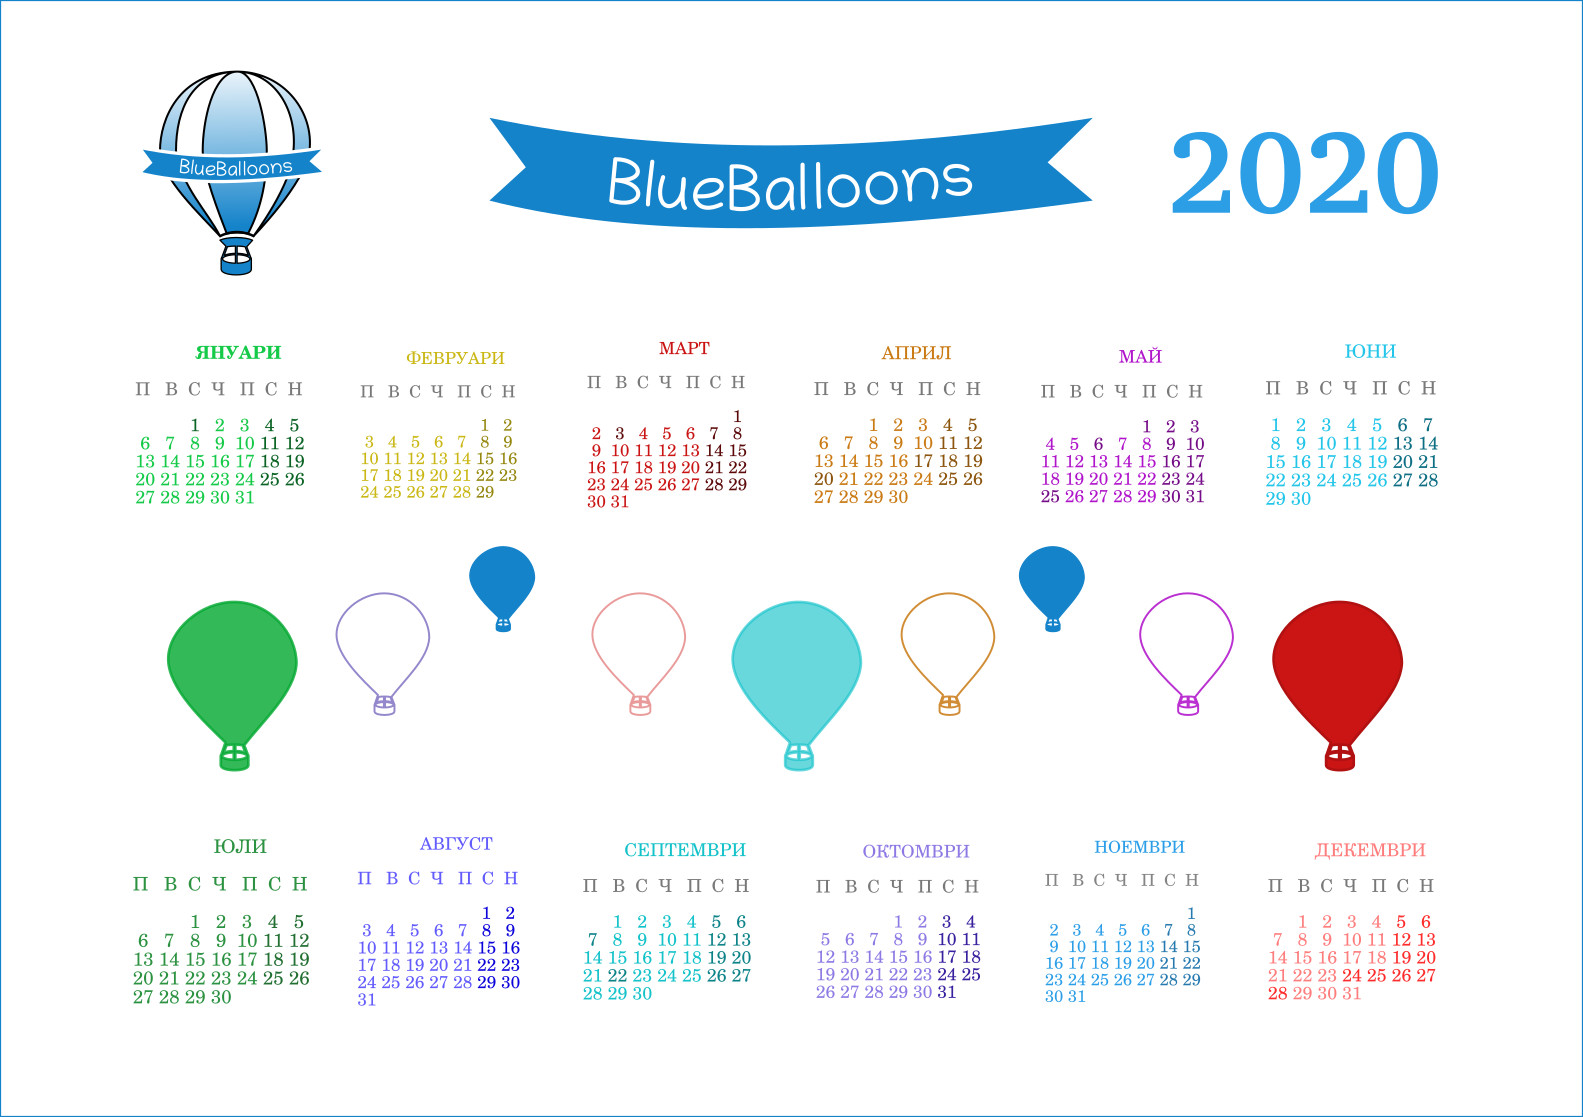 BlueBalloons
BlueBalloons
2020
ЯНУАРИ
П В С Ч П С Н
1 2 3 4 5
6 7 8 9 10 11 12
13 14 15 16 17 18 19
20 21 22 23 24 25 26
27 28 29 30 31
ФЕВРУАРИ
П В С Ч П С Н
1 2
3 4 5 6 7 8 9
10 11 12 13 14 15 16
17 18 19 20 21 22 23
24 25 26 27 28 29
МАРТ
П В С Ч П С Н
1
2 3 4 5 6 7 8
9 10 11 12 13 14 15
16 17 18 19 20 21 22
23 24 25 26 27 28 29
30 31
АПРИЛ
П В С Ч П С Н
1 2 3 4 5
6 7 8 9 10 11 12
13 14 15 16 17 18 19
20 21 22 23 24 25 26
27 28 29 30
МАЙ
П В С Ч П С Н
1 2 3
4 5 6 7 8 9 10
11 12 13 14 15 16 17
18 19 20 21 22 23 24
25 26 27 28 29 30 31
ЮНИ
П В С Ч П С Н
1 2 3 4 5 6 7
8 9 10 11 12 13 14
15 16 17 18 19 20 21
22 23 24 25 26 27 28
29 30
ЮЛИ
П В С Ч П С Н
1 2 3 4 5
6 7 8 9 10 11 12
13 14 15 16 17 18 19
20 21 22 23 24 25 26
27 28 29 30
АВГУСТ
П В С Ч П С Н
1 2
3 4 5 6 7 8 9
10 11 12 13 14 15 16
17 18 19 20 21 22 23
24 25 26 27 28 29 30
31
СЕПТЕМВРИ
П В С Ч П С Н
1 2 3 4 5 6
7 8 9 10 11 12 13
14 15 16 17 18 19 20
21 22 23 24 25 26 27
28 29 30
ОКТОМВРИ
П В С Ч П С Н
1 2 3 4
5 6 7 8 9 10 11
12 13 14 15 16 17 18
19 20 21 22 23 24 25
26 27 28 29 30 31
НОЕМВРИ
П В С Ч П С Н
1
2 3 4 5 6 7 8
9 10 11 12 13 14 15
16 17 18 19 20 21 22
23 24 25 26 27 28 29
30 31
ДЕКЕМВРИ
П В С Ч П С Н
1 2 3 4 5 6
7 8 9 10 11 12 13
14 15 16 17 18 19 20
21 22 23 24 25 26 27
28 29 30 31